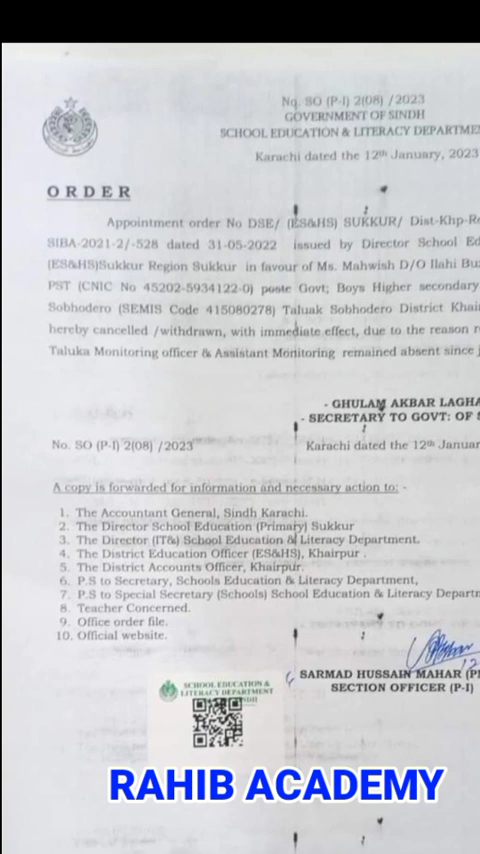 No. SO (P-I) 2(08) /2023
GOVERNMENT OF SINDH
SCHOOL EDUCATION & LITERACY DEPARTME
Karachi dated the 12th January, 2023
ORDER
Appointment order No DSE/ (ES&HS) SUKKUR/ Dist-Khp-Re
SIBA-2021-2/-528 dated 31-05-2022 issued by Director School Ed
(ES&HS)Sukkur Region Sukkur in favour of Ms. Mahwish D/O Ilahi Bu
PST (CNIC No 45202-5934122-0) poste Govt; Boys Higher secondary
Sobhodero (SEMIS Code 415080278) Taluak Sobhodero District Khai
hereby cancelled /withdrawn, with immediate effect, due to the reason r
Taluka Monitoring officer & Assistant Monitoring remained absent since j
- GHULAM AKBAR LAGHA
- SECRETARY TO GOVT: OF S
No. SO (P-I) 2(08) /2023
Karachi dated the 12th Januar
A copy is forwarded for information and necessary action to: -
1. The Accountant General, Sindh Karachi.
2. The Director School Education (Primary) Sukkur
3. The Director (IT&) School Education & Literacy Department.
4. The District Education Officer (ES&HS), Khairpur .
5. The District Accounts Officer, Khairpur.
6. P.S to Secretary, Schools Education & Literacy Department,
7. P.S to Special Secretary (Schools) School Education & Literacy Departm
8. Teacher Concerned.
9. Office order file.
10. Official website.
SARMAD HUSSAIN MAHAR (P
SECTION OFFICER (P-I)
SCHOOL EDUCATION &
LITERACY DEPARTMENT
RAHIB ACADEMY